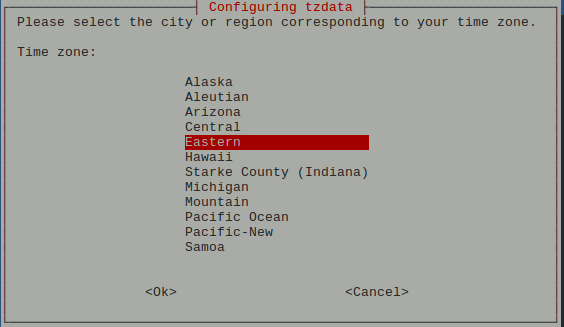 Configuring tzdata
Please select the city or region corresponding to your time zone.
Time zone:
Alaska
Aleutian
Arizona
Central
Eastern
Hawaii
Starke County (Indiana)
Michigan
Mountain
Pacific Ocean
Pacific-New
Samoa
<Ok> <Cancel>